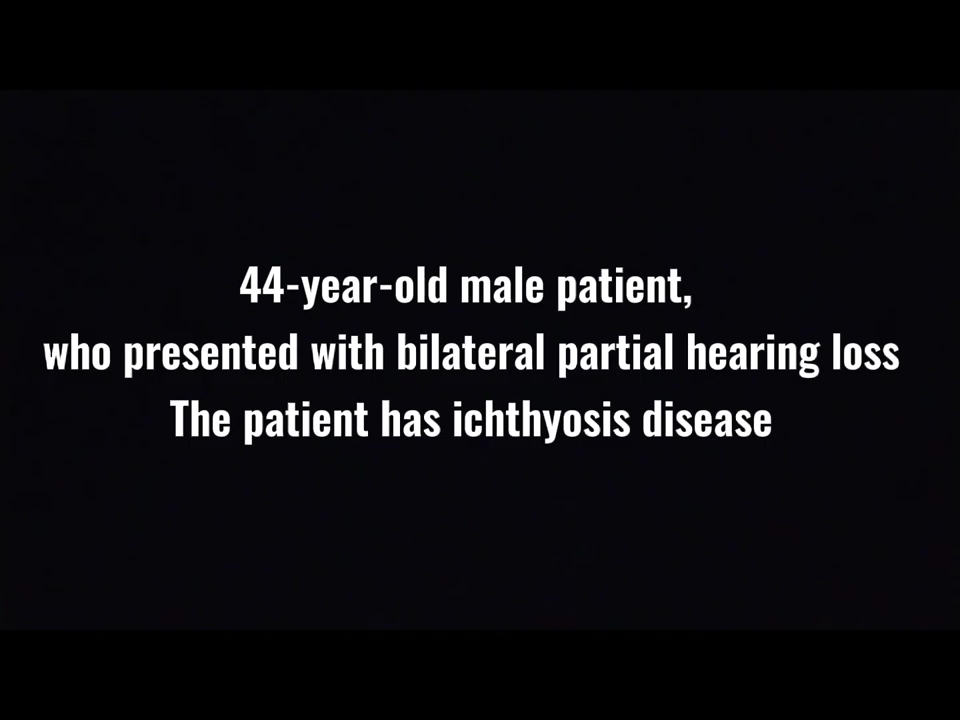 44-year-old male patient,
who presented with bilateral partial hearing loss
The patient has ichthyosis disease